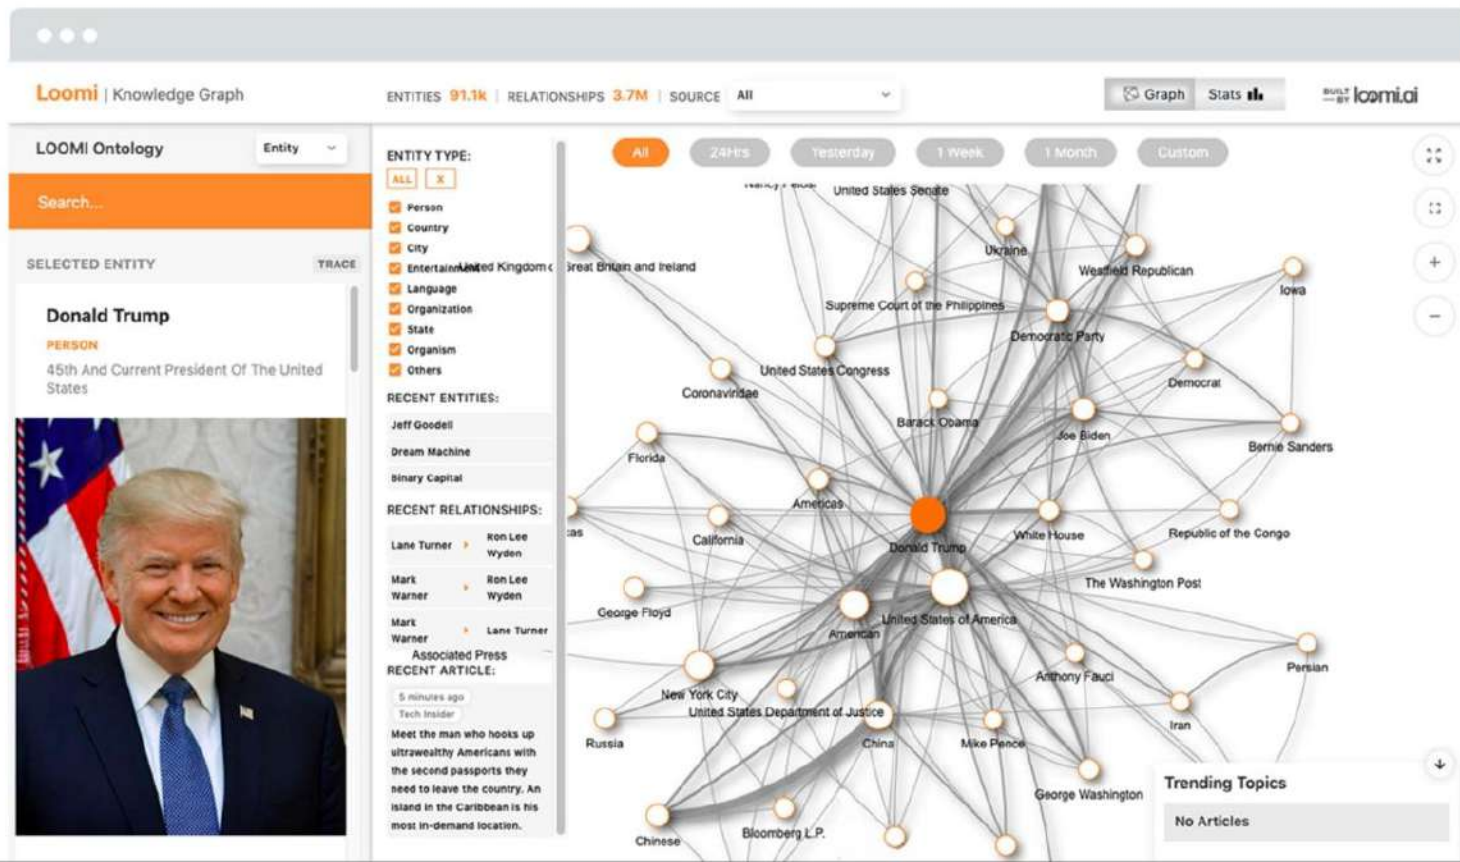 Loomi | Knowledge Graph
ENTITIES 91.1k | RELATIONSHIPS 3.7M | SOURCE All
Graph Stats
BUILT BY loomi.ai
LOOMI Ontology Entity
Search...
SELECTED ENTITY TRACE
Donald Trump
PERSON
45th And Current President Of The United
States
ENTITY TYPE:
ALL X
Person
Country
City
Entertainment
Language
Organization
State
Organism
Others
RECENT ENTITIES:
Jeff Goodell
Dream Machine
Binary Capital
RECENT RELATIONSHIPS:
Lane Turner Ron Lee
Wyden
Mark
Warner Ron Lee
Wyden
Mark
Warner Lane Turner
Associated Press
RECENT ARTICLE:
5 minutes ago
Tech Insider
Meet the man who hooks up
ultrawealthy Americans with
the second passports they
need to leave the country. An
island in the Caribbean is his
most in-demand location.
All 24Hrs Yesterday 1 Week 1 Month Custom
United States Senate
Ukraine
Westfield Republican
United Kingdom Great Britain and Ireland
Iowa
Supreme Court of the Philippines
Democratic Party
United States Congress
Democrat
Coronaviridae
Barack Obama
Joe Biden
Bernie Sanders
Florida
Americas
cas
California
Donald Trump
White House
Republic of the Congo
The Washington Post
George Floyd
United States of America
American
Persian
Anthony Fauci
New York City
United States Department of Justice
Iran
Russia
China
Mike Pence
George Washington
Chinese
Bloomberg L.P.
Trending Topics
No Articles